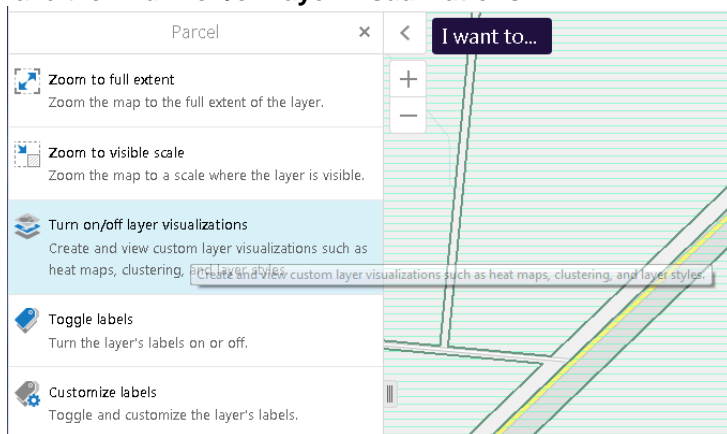 Parcel ×
I want to...
Zoom to full extent
Zoom the map to the full extent of the layer.
Zoom to visible scale
Zoom the map to a scale where the layer is visible.
Turn on/off layer visualizations
Create and view custom layer visualizations such as
heat maps, clustering, and layer styles.
Create and view custom layer visualizations such as heat maps, clustering, and layer styles.
Toggle labels
Turn the layer's labels on or off.
Customize labels
Toggle and customize the layer's labels.